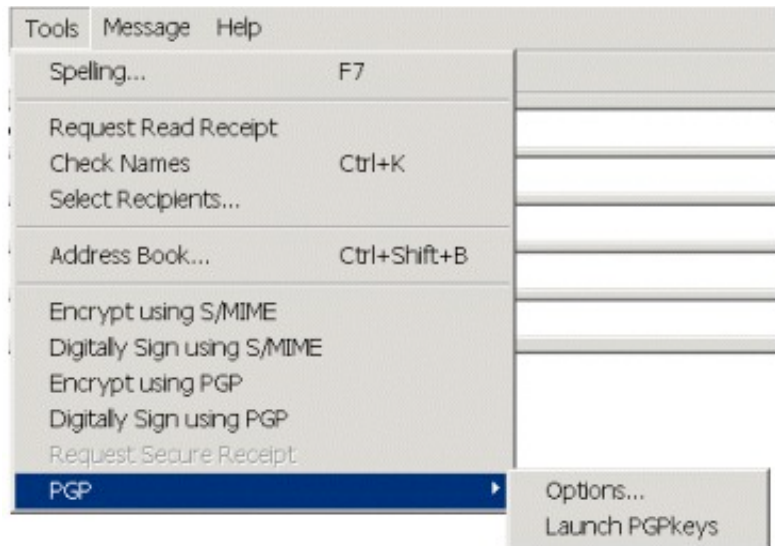 Tools Message Help
Spelling... F7
Request Read Receipt
Check Names Ctrl+K
Select Recipients...
Address Book... Ctrl+Shift+B
Encrypt using S/MIME
Digitally Sign using S/MIME
Encrypt using PGP
Digitally Sign using PGP
Request Secure Receipt
PGP
Options...
Launch PGPkeys